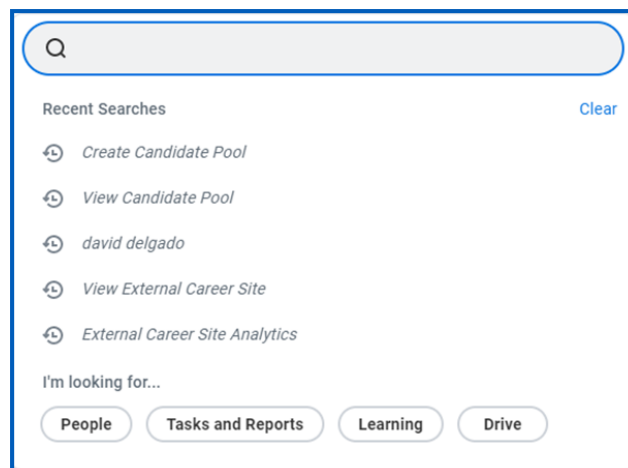 Recent Searches Clear
Create Candidate Pool
View Candidate Pool
david delgado
View External Career Site
External Career Site Analytics
I'm looking for...
People Tasks and Reports Learning Drive